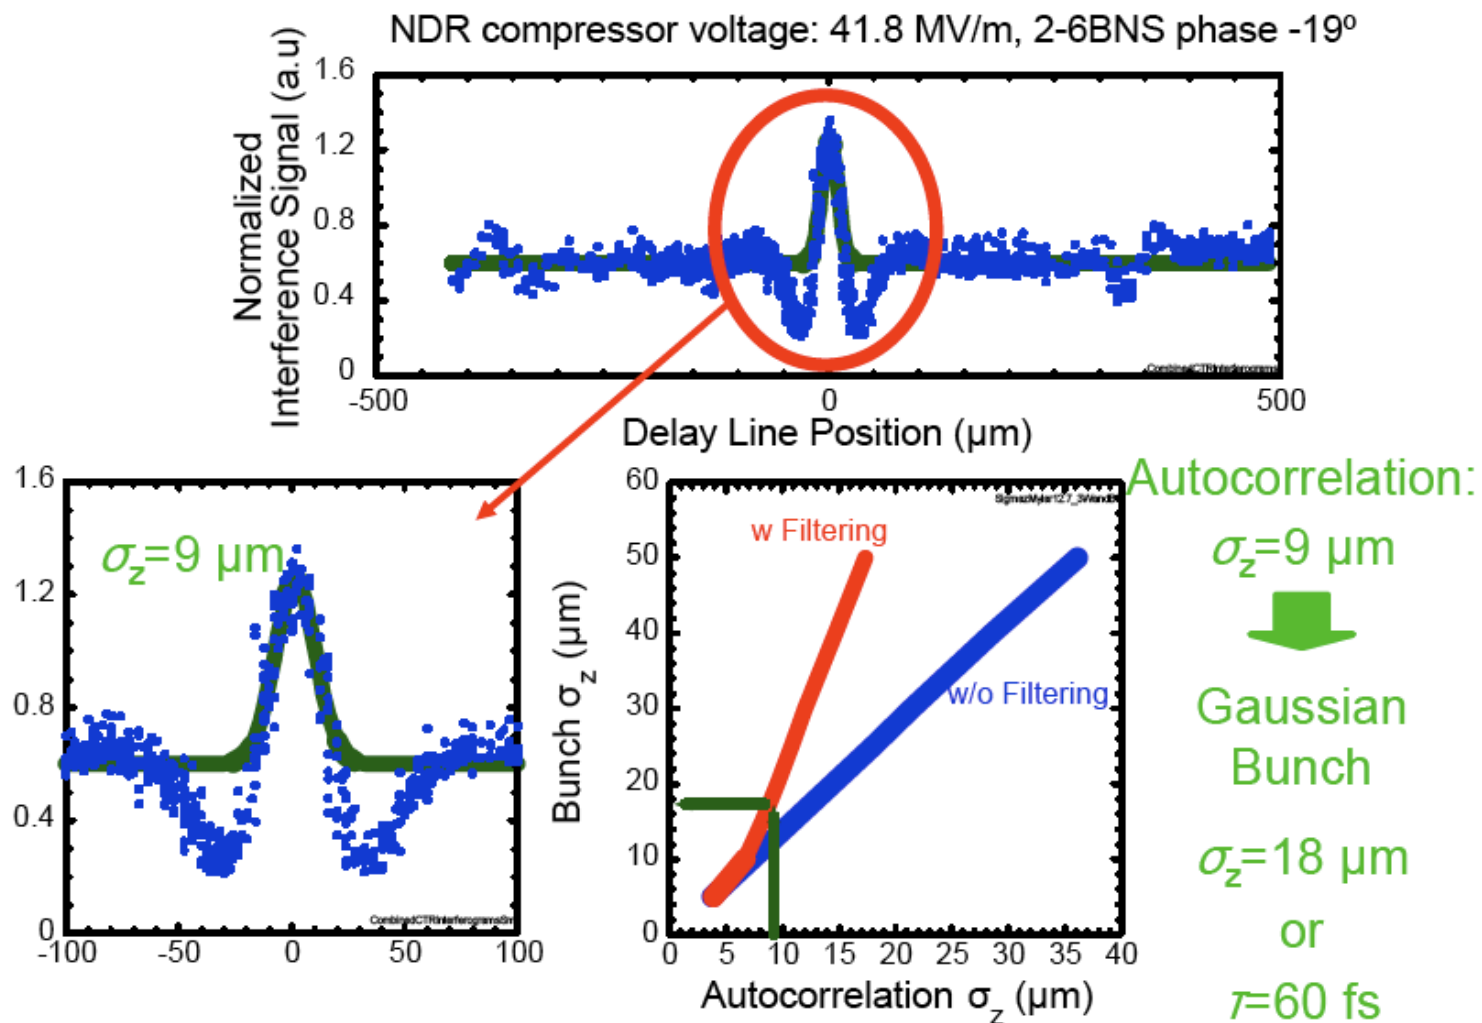 NDR compressor voltage: 41.8 MV/m, 2-6BNS phase -19º
Normalized
Interference Signal (a.u)
1.6
1.2
0.8
0.4
0
-500
0
500
CombinedCTRInterferograms
Delay Line Position (µm)
1.6
1.2
0.8
0.4
0
-100
-50
0
50
100
σz=9 µm
CombinedCTRInterferogramsSm
Bunch σz (µm)
60
50
40
30
20
10
0
0
5
10
15
20
25
30
35
40
w Filtering
w/o Filtering
Autocorrelation σz (µm)
Autocorrelation:
σz=9 µm
Gaussian
Bunch
σz=18 µm
or
τ=60 fs